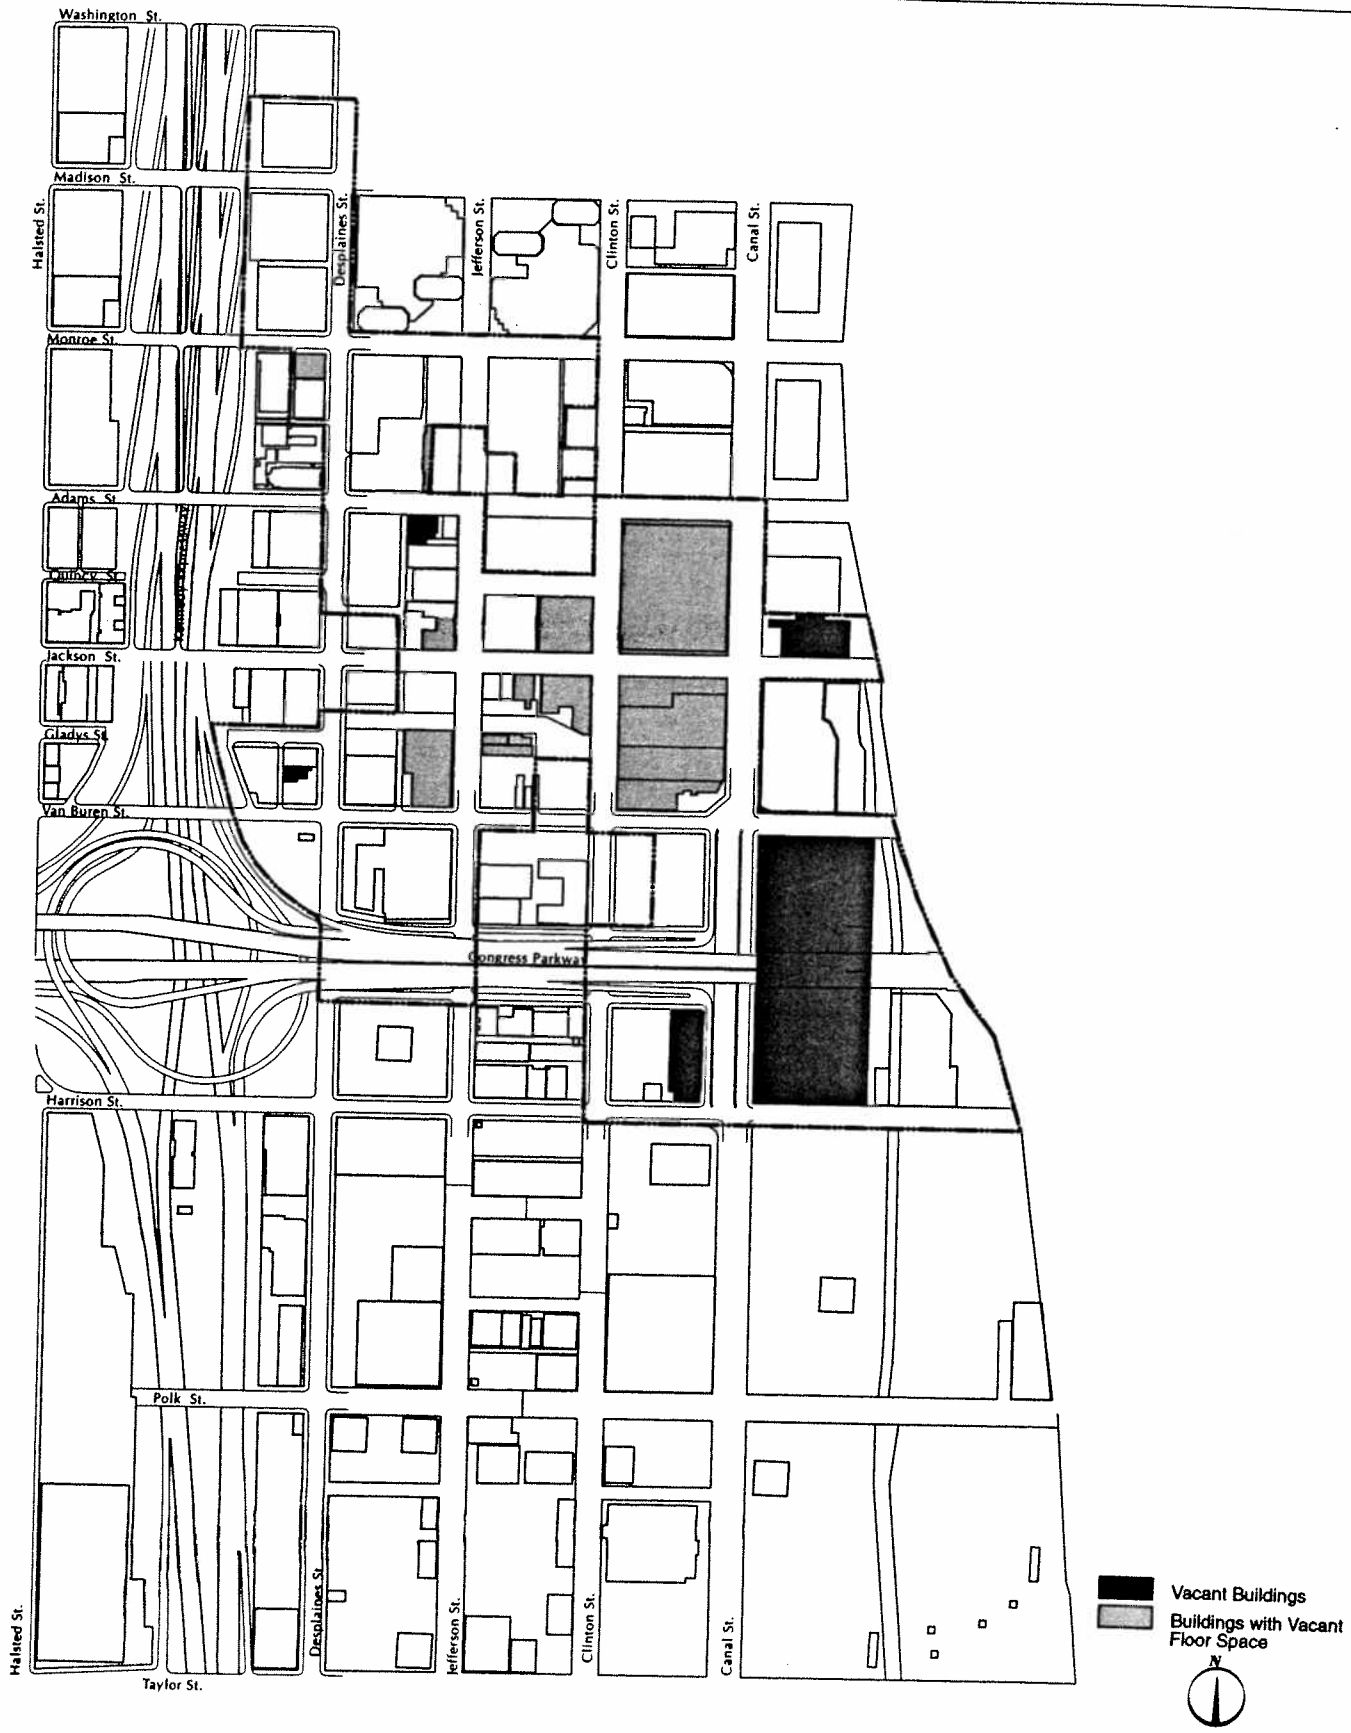 Washington St.
Madison St.
Halsted St.
Desplaines St.
Jefferson St.
Clinton St.
Canal St.
Monroe St.
Adams St
Quincy St
Jackson St.
Gladys St.
Van Buren St.
Congress Parkway
Harrison St.
Polk St.
Halsted St.
Desplaines St
Jefferson St.
Clinton St.
Canal St.
Taylor St.
Vacant Buildings
Buildings with Vacant
Floor Space
N